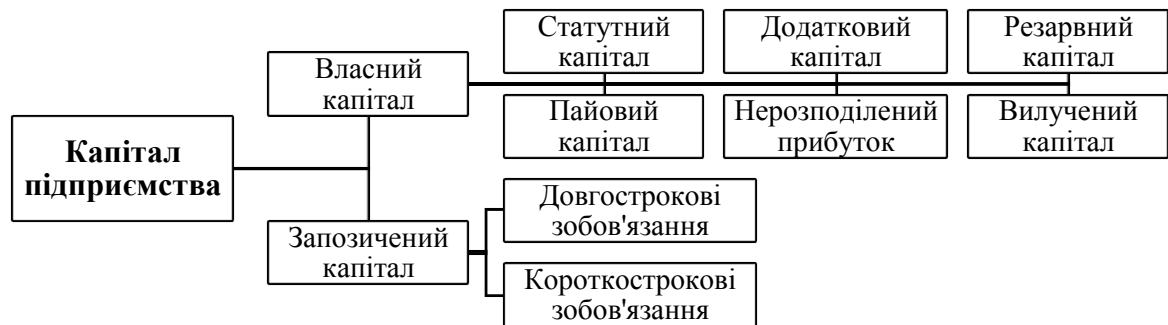 Статутний
капітал
Додатковий
капітал
Резарвний
капітал
Власний
капітал
Пайовий
капітал
Нерозподілений
прибуток
Вилучений
капітал
Капітал
підприємства
Довгострокові
зобов'язання
Запозичений
капітал
Короткострокові
зобов'язання